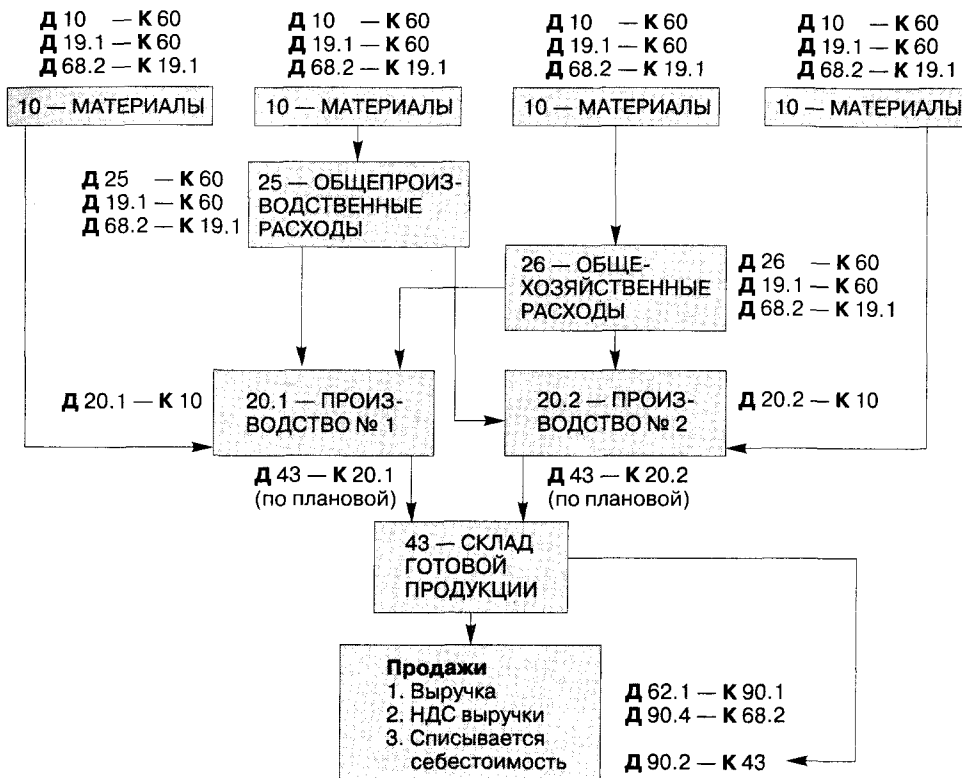 Д 10 — К 60
Д 19.1 — К 60
Д 68.2 — К 19.1
Д 10 — К 60
Д 19.1 — К 60
Д 68.2 — К 19.1
Д 10 — К 60
Д 19.1 — К 60
Д 68.2 — К 19.1
Д 10 — К 60
Д 19.1 — К 60
Д 68.2 — К 19.1
10 — МАТЕРИАЛЫ
10 — МАТЕРИАЛЫ
10 — МАТЕРИАЛЫ
10 — МАТЕРИАЛЫ
Д 25 — К 60
Д 19.1 — К 60
Д 68.2 — К 19.1
25 — ОБЩЕПРОИЗ-
ВОДСТВЕННЫЕ
РАСХОДЫ
26 — ОБЩЕ-
ХОЗЯЙСТВЕННЫЕ
РАСХОДЫ
Д 26 — К 60
Д 19.1 — К 60
Д 68.2 — К 19.1
Д 20.1 — К 10
20.1 — ПРОИЗ-
ВОДСТВО № 1
20.2 — ПРОИЗ-
ВОДСТВО № 2
Д 20.2 — К 10
Д 43 — К 20.1
(по плановой)
Д 43 — К 20.2
(по плановой)
43 — СКЛАД
ГОТОВОЙ
ПРОДУКЦИИ
Продажи
1. Выручка
2. НДС выручки
3. Списывается
себестоимость
Д 62.1 — К 90.1
Д 90.4 — К 68.2
Д 90.2 — К 43